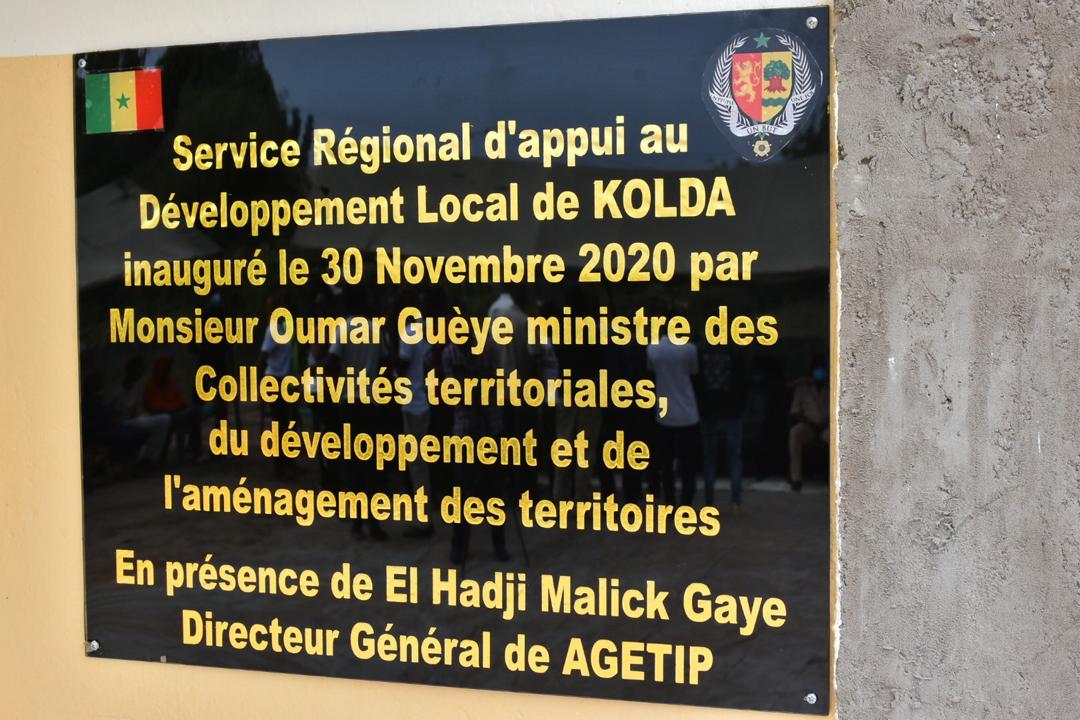 Service Régional d'appui au
Développement Local de KOLDA
inauguré le 30 Novembre 2020 par
Monsieur Oumar Guèye ministre des
Collectivités territoriales,
du développement et de
l'aménagement des territoires
En présence de El Hadji Malick Gaye
Directeur Général de AGETIP
UN BUT